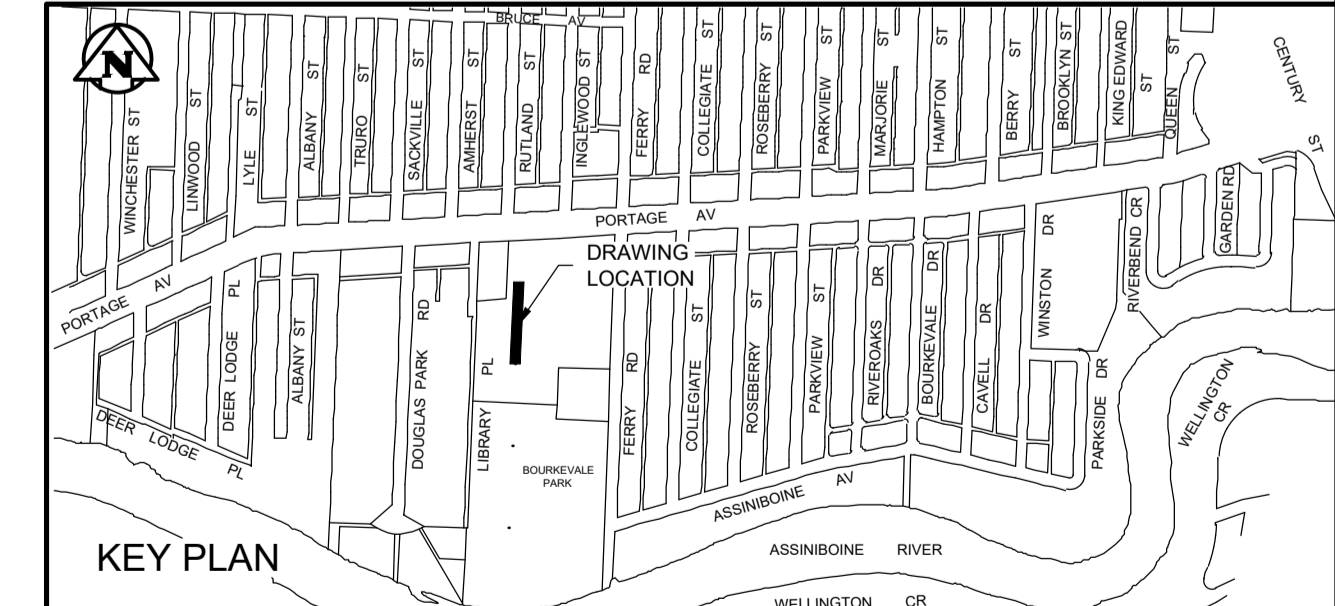 BRUCE AV
N
WINCHESTER ST
LINWOOD ST
LYLE ST
ALBANY ST
TRURO ST
SACKVILLE ST
AMHERST ST
RUTLAND ST
INGLEWOOD ST
FERRY RD
COLLEGIATE ST
ROSEBERRY ST
PARKVIEW ST
MARJORIE ST
HAMPTON ST
BERRY ST
BROOKLYN ST
KING EDWARD ST
QUEEN ST
CENTURY ST
PORTAGE AV
PORTAGE AV
DRAWING
LOCATION
DEER LODGE PL
ALBANY ST
DOUGLAS PARK RD
LIBRARY PL
FERRY RD
COLLEGIATE ST
ROSEBERRY ST
PARKVIEW ST
RIVEROAKS DR
BOURKEVALE DR
CAVELL DR
WINSTON DR
RIVERBEND CR
GARDEN RD
PARKSIDE DR
WELLINGTON
CR
DEER LODGE PL
BOURKEVALE
PARK
ASSINIBOINE AV
KEY PLAN
ASSINIBOINE RIVER
WELLINGTON CR